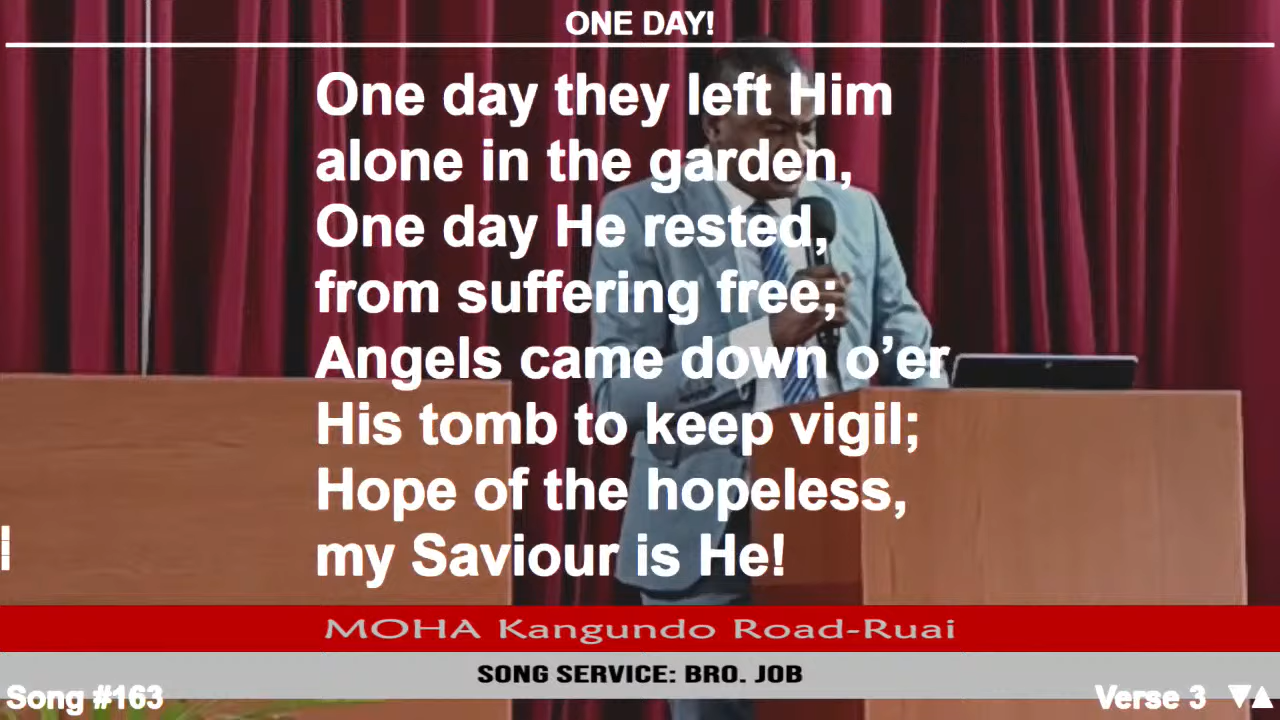 ONE DAY!
One day they left Him
alone in the garden,
One day He rested,
from suffering free;
Angels came down o’er
His tomb to keep vigil;
Hope of the hopeless,
my Saviour is He!
MOHA Kangundo Road-Ruai
SONG SERVICE: BRO. JOB
Song #163
Verse 3 ▼▲